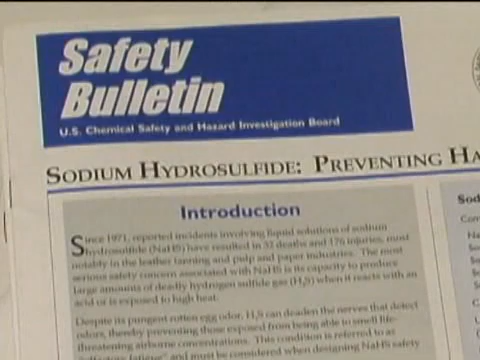 Safety
Bulletin
U.S. Chemical Safety and Hazard Investigation Board
SODIUM HYDROSULFIDE: PREVENTING HA
Introduction
Since 1971, reported incidents involving liquid solutions of sodium
hydrosulfide (NaHS) have resulted in 32 deaths and 176 injuries, most
notably in the leather tanning and pulp and paper industries. The most
serious safety concern associated with NaHS is its capacity to produce
large amounts of deadly hydrogen sulfide gas (H2S) when it reacts with an
acid or is exposed to high heat.
Despite its pungent rotten egg odor, H2S can deaden the nerves that detect
odors, thereby preventing those exposed from being able to smell life-
threatening airborne concentrations. This condition is referred to as
"olfactory fatigue" and must be considered when designing NaHS safety
Sod
Con